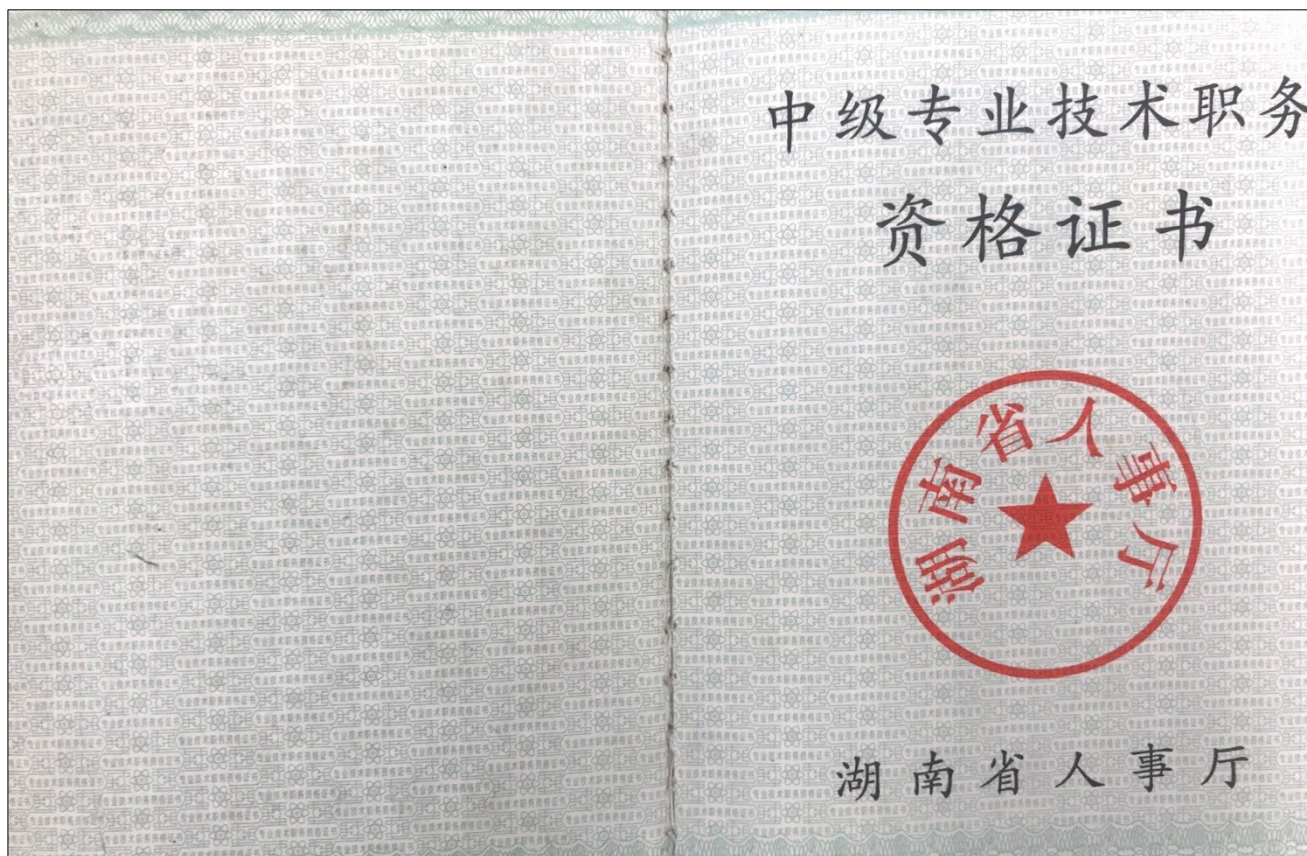 中级专业技术职务
资格证书
湖南省人事厅
湖南省人事厅